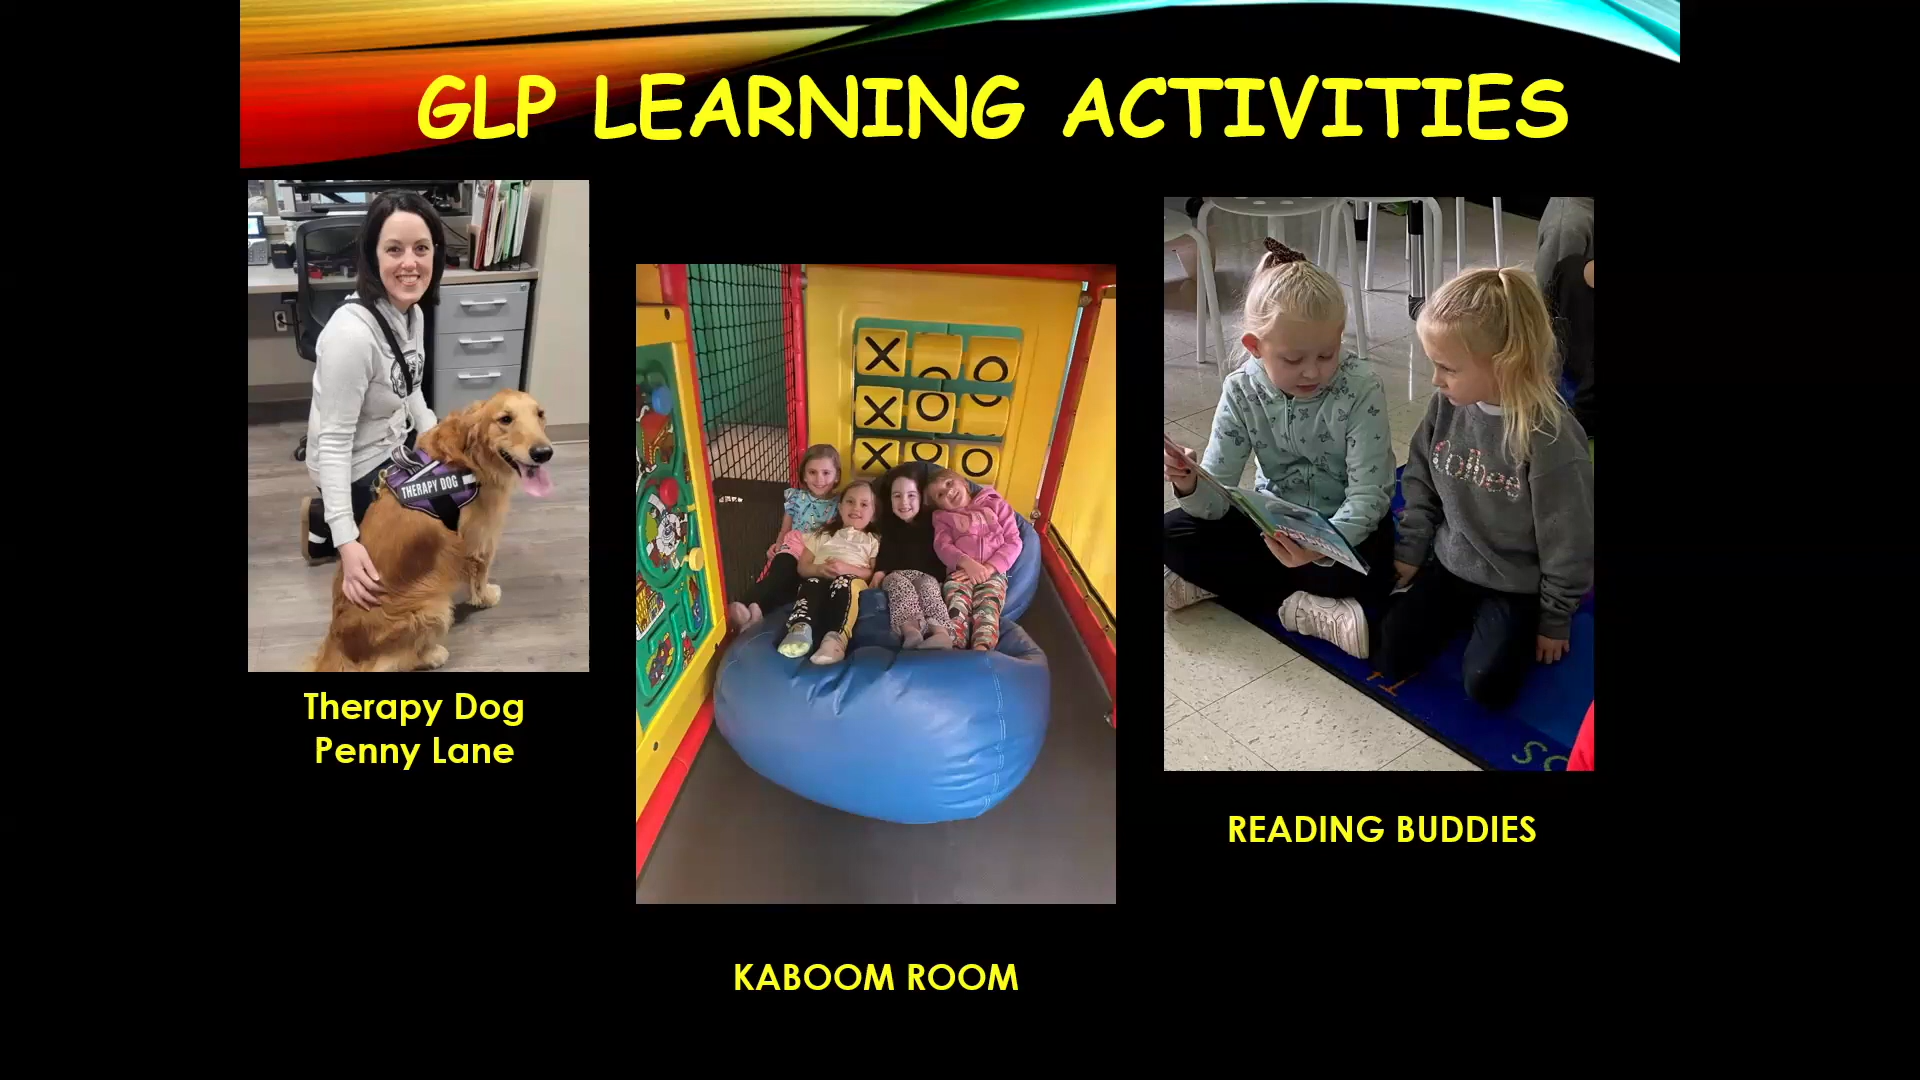 GLP LEARNING ACTIVITIES
THERAPY DOG
Therapy Dog
Penny Lane
X O O
X O O
X O O
KABOOM ROOM
READING BUDDIES